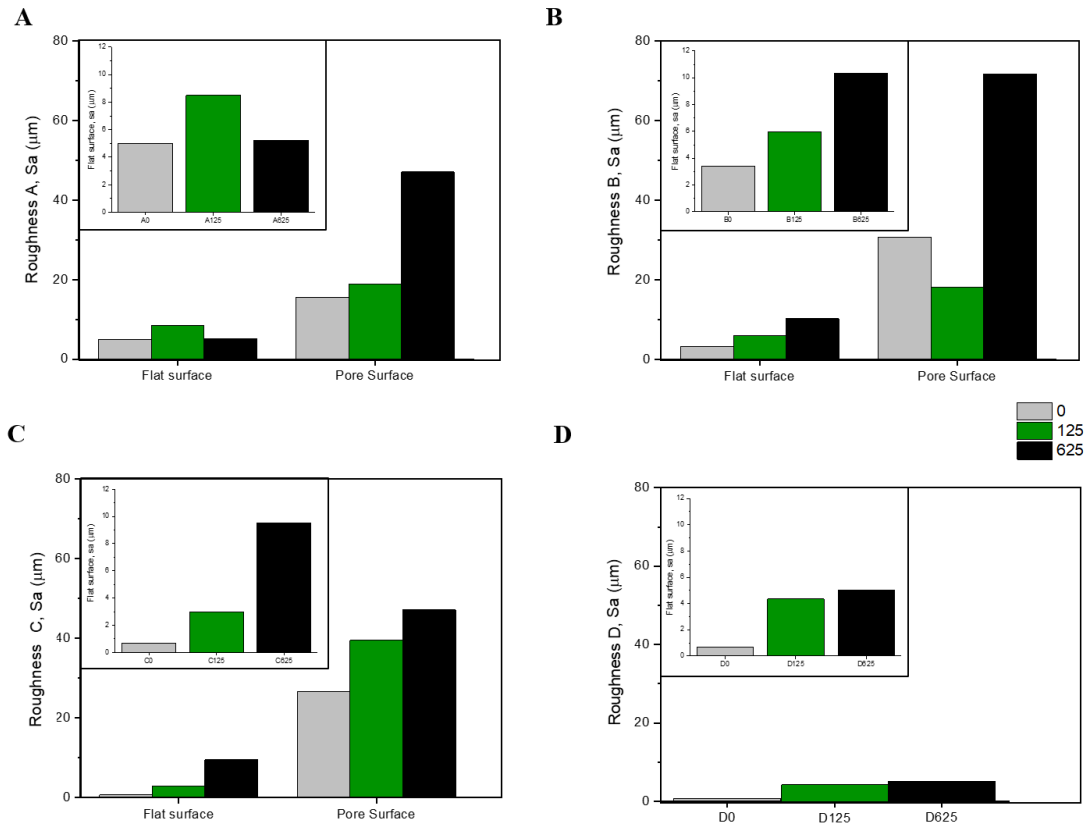 A
Roughness A, Sa (μm)
80
60
40
20
0
Flat surface, sa (μm)
12
10
8
6
4
2
0
A0 A125 A625
Flat surface Pore Surface
B
Roughness B, Sa (μm)
80
60
40
20
0
Flat surface, sa (μm)
12
10
8
6
4
2
0
B0 B125 B625
Flat surface Pore Surface
0
125
625
C
Roughness C, Sa (μm)
80
60
40
20
0
Flat surface, sa (μm)
12
10
8
6
4
2
0
C0 C125 C625
Flat surface Pore Surface
D
Roughness D, Sa (μm)
80
60
40
20
0
Flat surface, sa (μm)
12
10
8
6
4
2
0
D0 D125 D625
D0 D125 D625